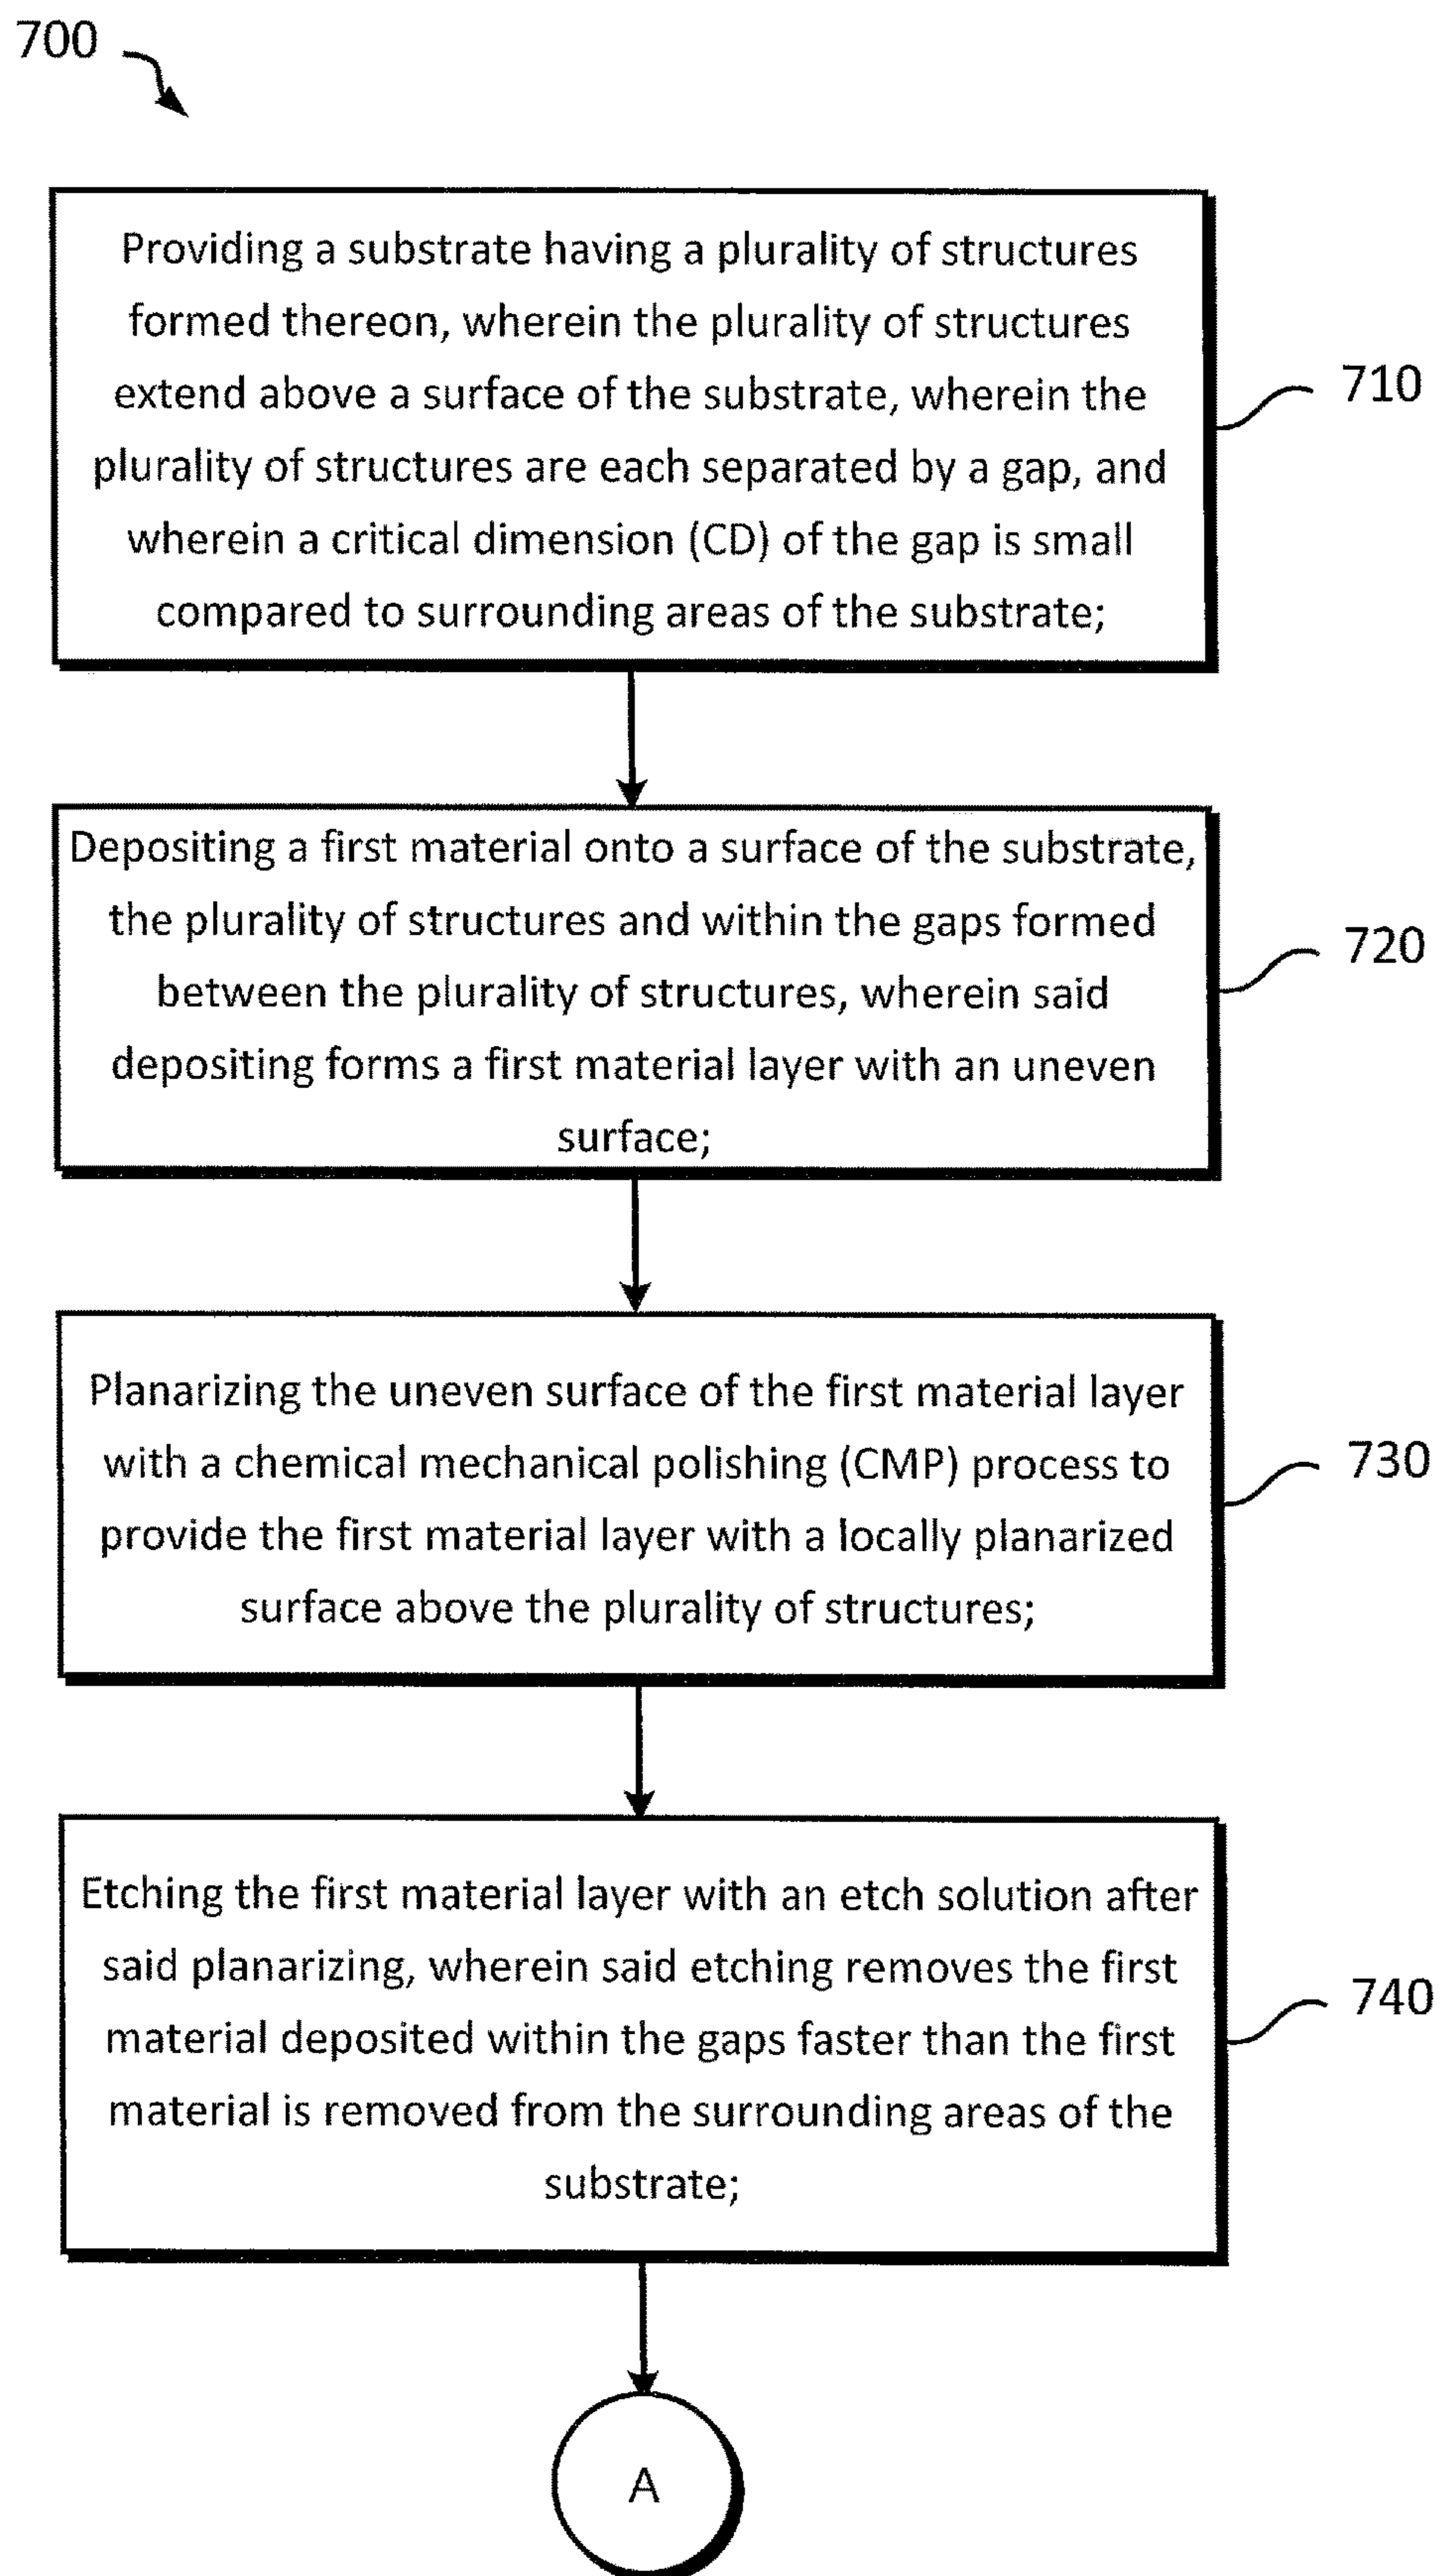 700
Providing a substrate having a plurality of structures
formed thereon, wherein the plurality of structures
extend above a surface of the substrate, wherein the
plurality of structures are each separated by a gap, and
wherein a critical dimension (CD) of the gap is small
compared to surrounding areas of the substrate;
710
Depositing a first material onto a surface of the substrate,
the plurality of structures and within the gaps formed
between the plurality of structures, wherein said
depositing forms a first material layer with an uneven
surface;
720
Planarizing the uneven surface of the first material layer
with a chemical mechanical polishing (CMP) process to
provide the first material layer with a locally planarized
surface above the plurality of structures;
730
Etching the first material layer with an etch solution after
said planarizing, wherein said etching removes the first
material deposited within the gaps faster than the first
material is removed from the surrounding areas of the
substrate;
740
A